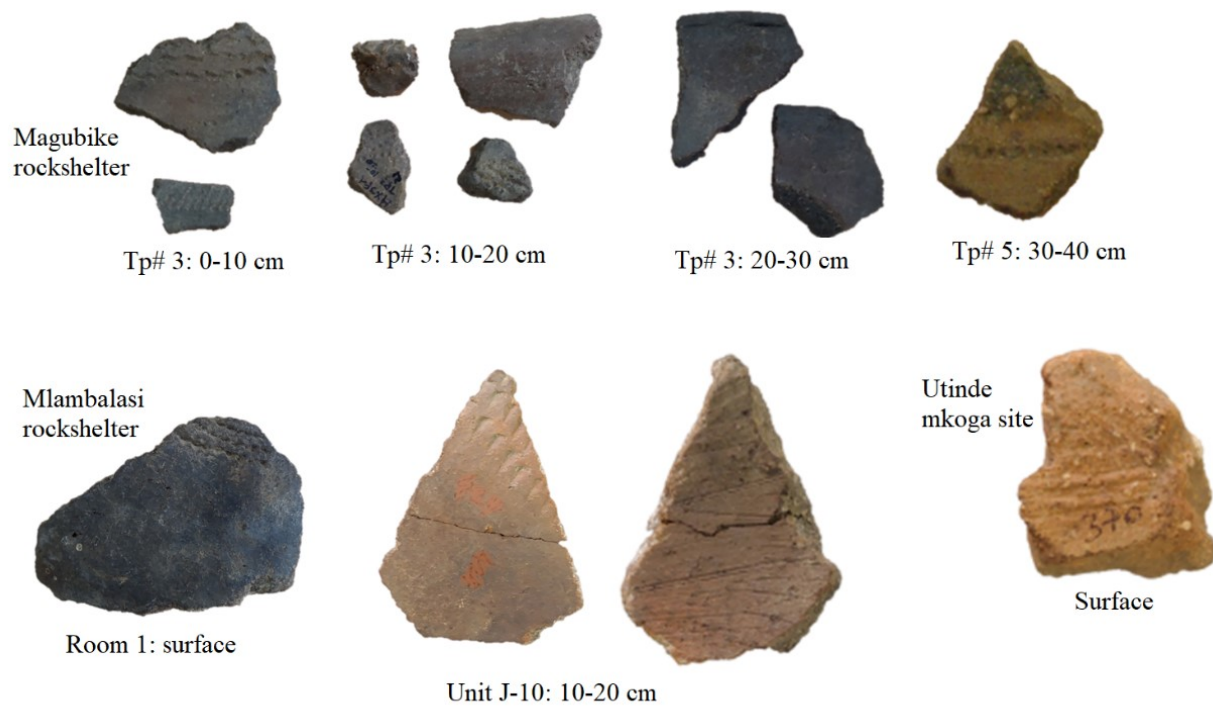 Magubike
rockshelter
Tp# 3: 0-10 cm
Tp# 3: 10-20 cm
Tp# 3: 20-30 cm
Tp# 5: 30-40 cm
Mlambalasi
rockshelter
Room 1: surface
Unit J-10: 10-20 cm
Utinde
mkoga site
370
Surface